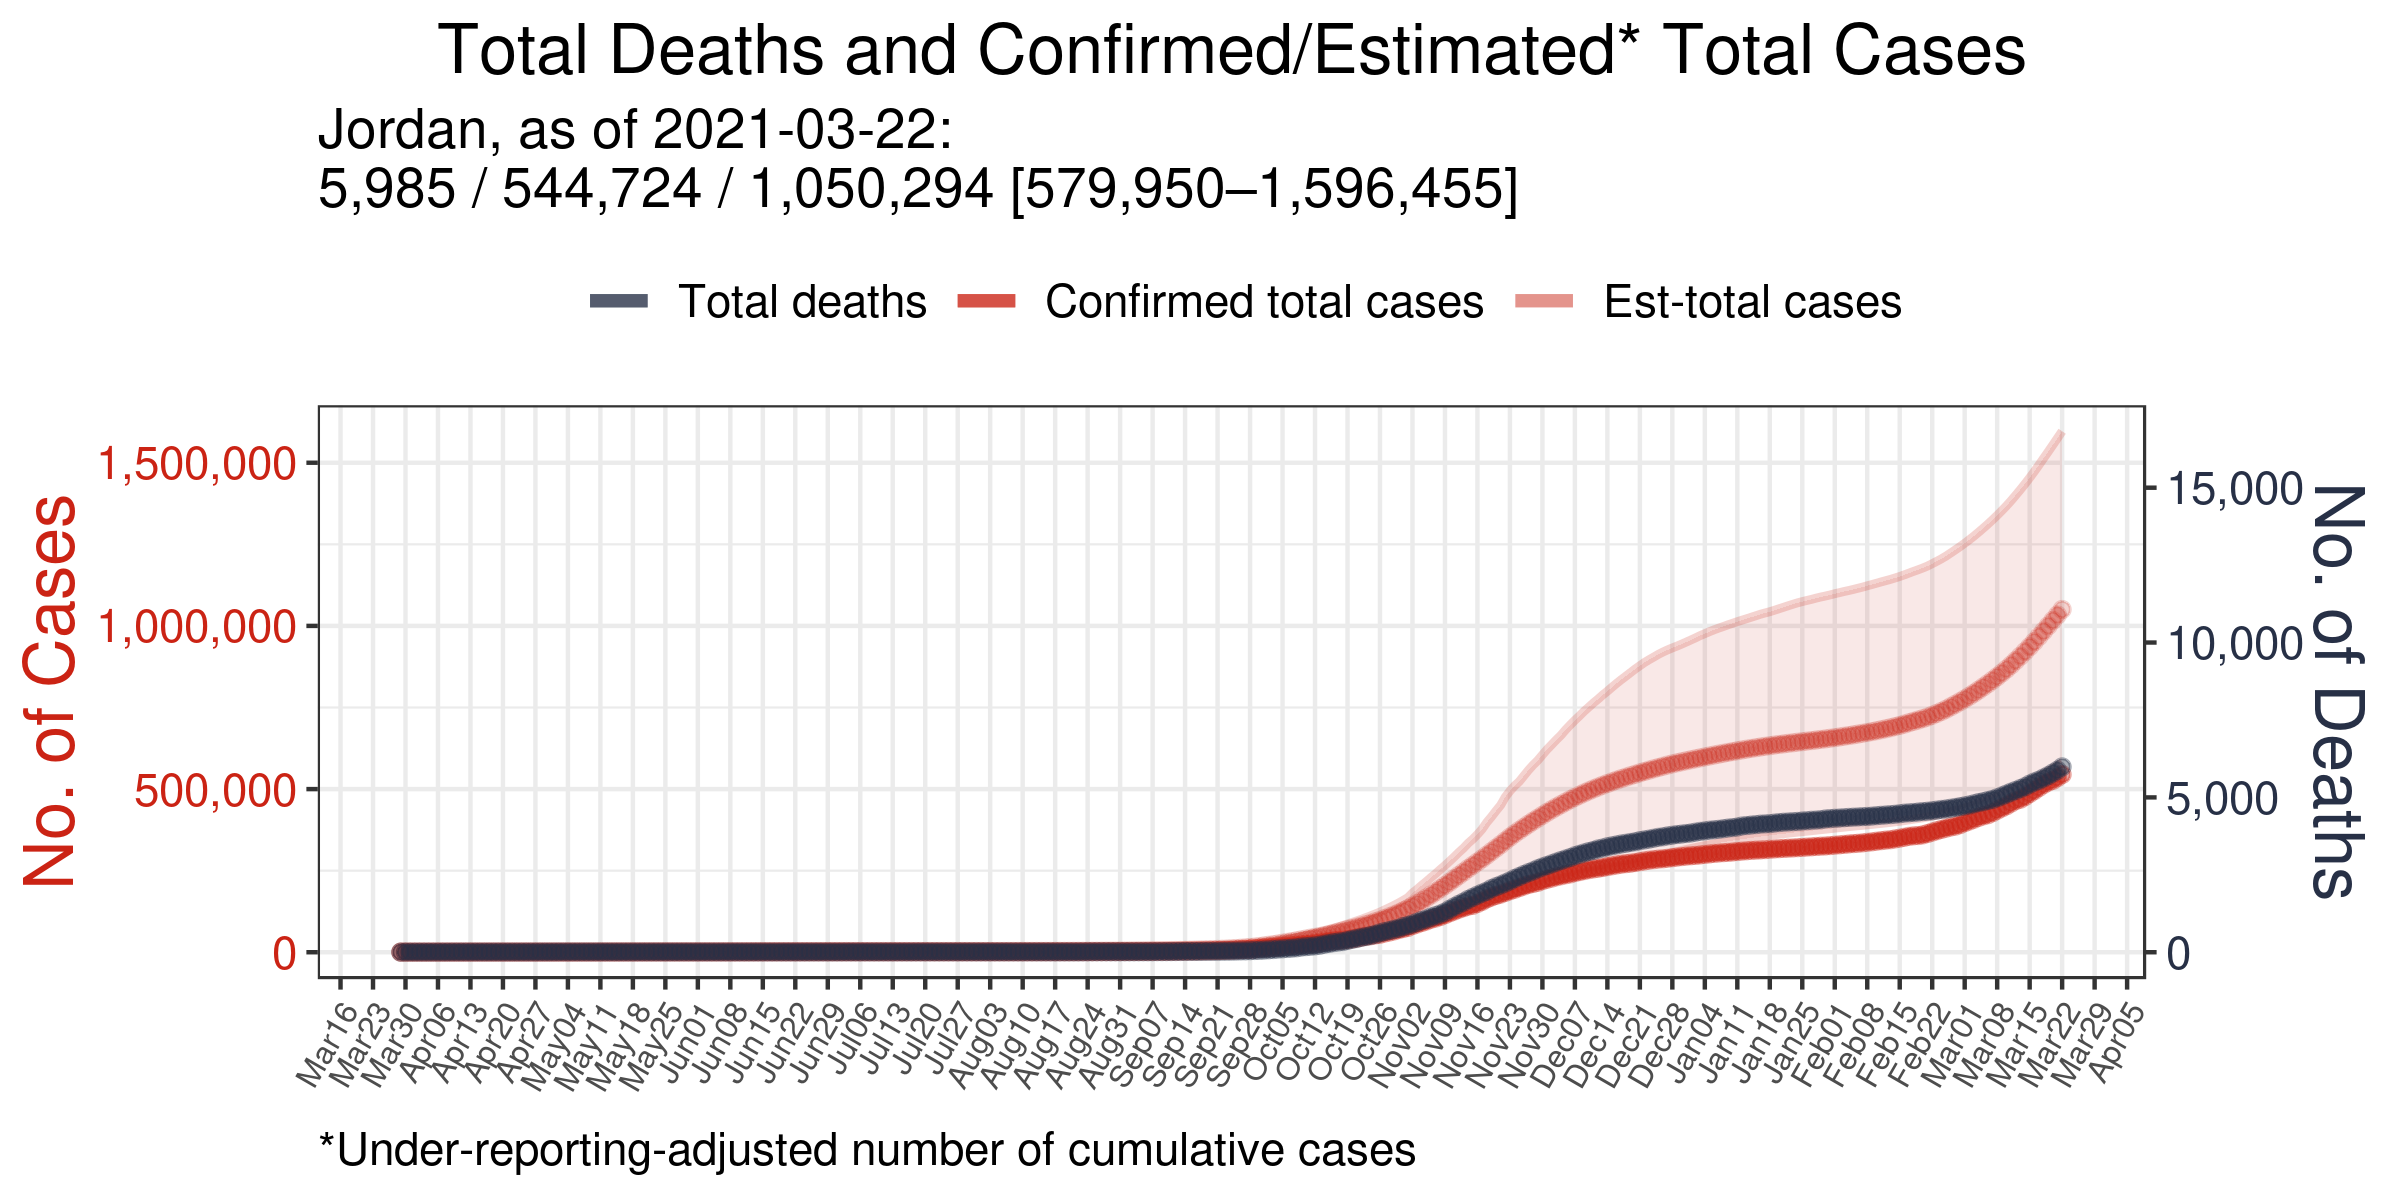 Total Deaths and Confirmed/Estimated* Total Cases
Jordan, as of 2021-03-22:
5,985 / 544,724 / 1,050,294 [579,950–1,596,455]
Total deaths
Confirmed total cases
Est-total cases
No. of Cases
1,500,000
1,000,000
500,000
0
15,000
10,000
5,000
0
No. of Deaths
Mar16
Mar23
Mar30
Apr06
Apr13
Apr20
Apr27
May04
May11
May18
May25
Jun01
Jun08
Jun15
Jun22
Jun29
Jul06
Jul13
Jul20
Jul27
Aug03
Aug10
Aug17
Aug24
Aug31
Sep07
Sep14
Sep21
Sep28
Oct05
Oct12
Oct19
Oct26
Nov02
Nov09
Nov16
Nov23
Nov30
Dec07
Dec14
Dec21
Dec28
Jan04
Jan11
Jan18
Jan25
Feb01
Feb08
Feb15
Feb22
Mar01
Mar08
Mar15
Mar22
Mar29
Apr05
*Under-reporting-adjusted number of cumulative cases